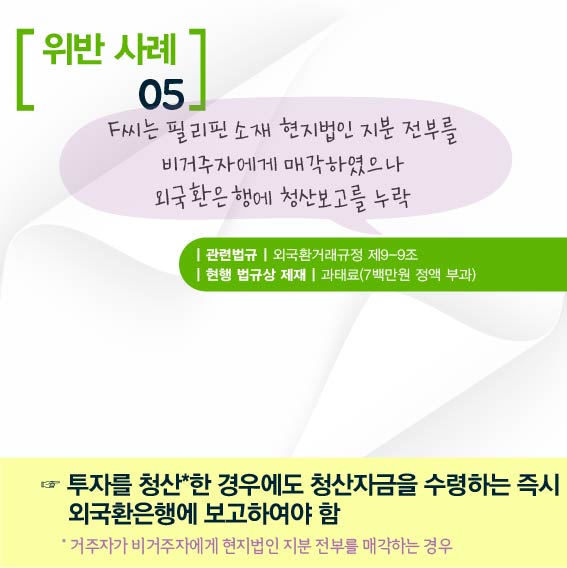 위반 사례
05
F씨는 필리핀 소재 현지법인 지분 전부를
비거주자에게 매각하였으나
외국환은행에 청산보고를 누락
| 관련법규 | 외국환거래규정 제9-9조
| 현행 법규상 제재 | 과태료(7백만원 정액 부과)
☞ 투자를 청산*한 경우에도 청산자금을 수령하는 즉시
외국환은행에 보고하여야 함
* 거주자가 비거주자에게 현지법인 지분 전부를 매각하는 경우